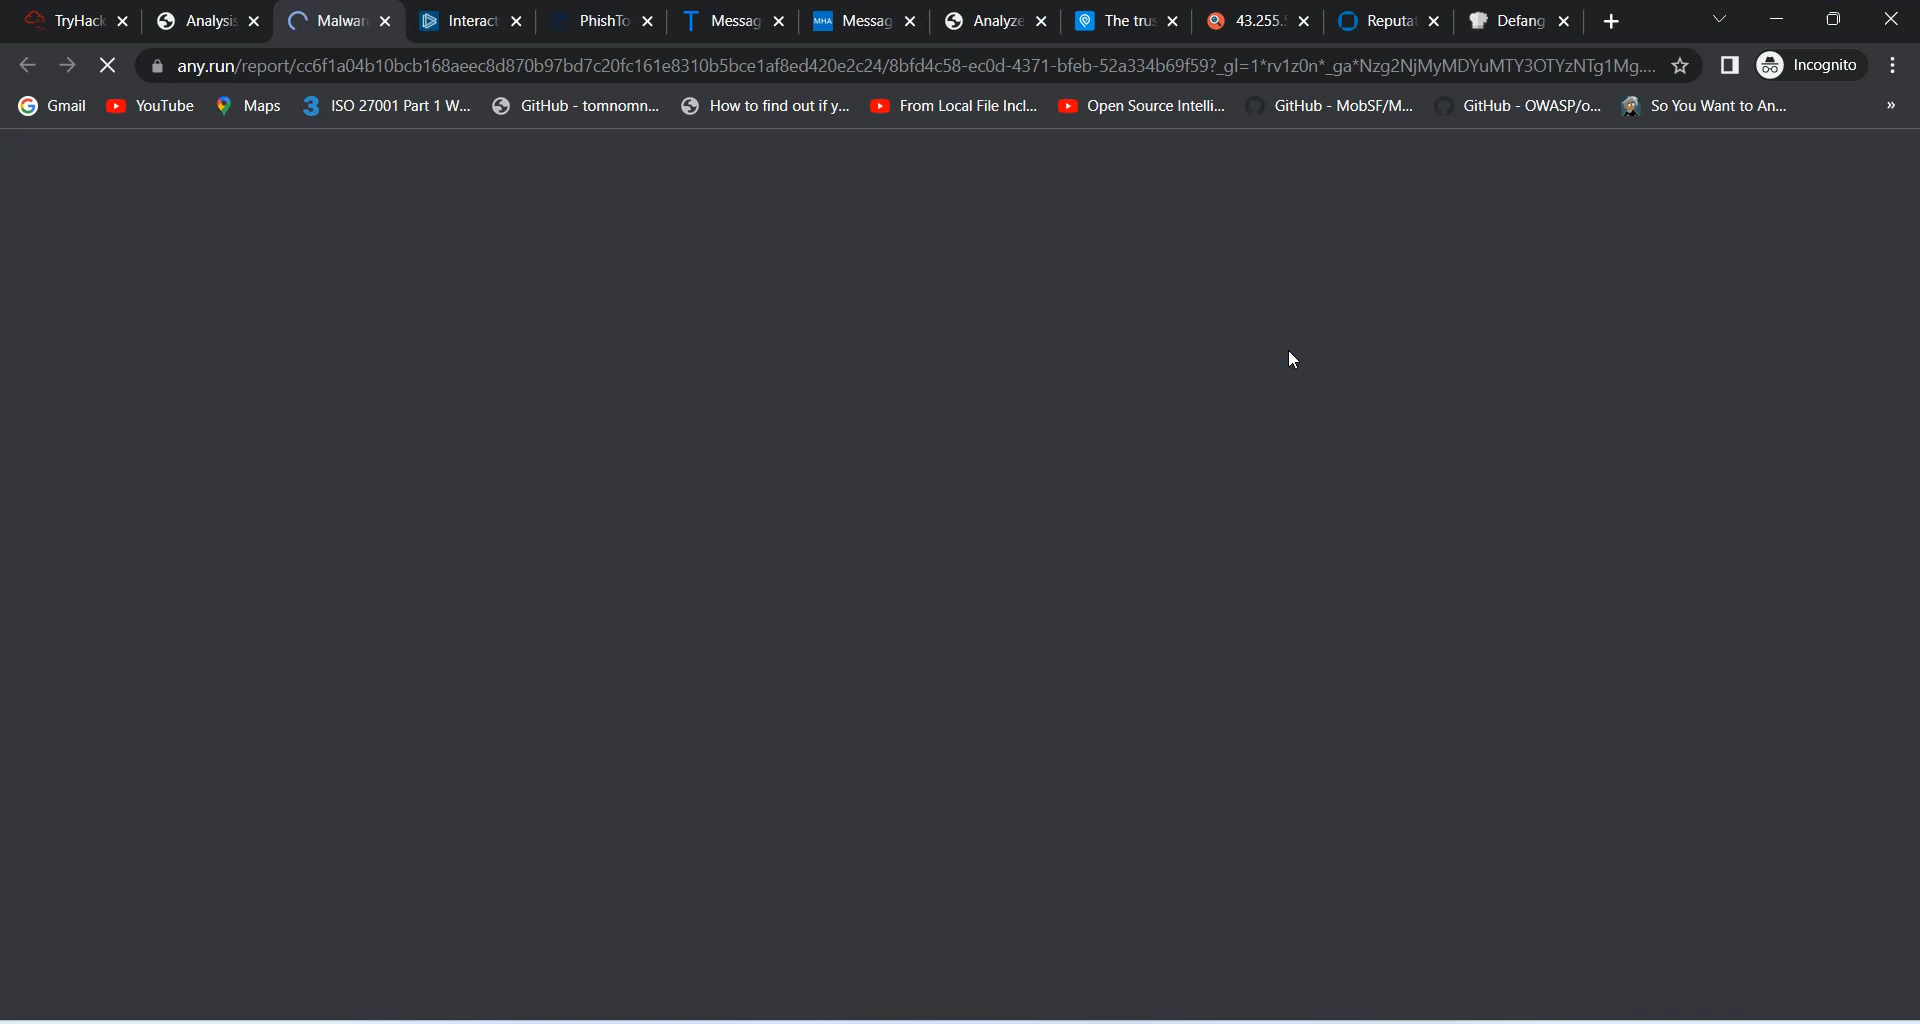 TryHack Analysis Malwar Interact PhishTo Messag MHA Messag Analyze The trus 43.255. Reputat Defang
any.run/report/cc6f1a04b10bcb168aeec8d870b97bd7c20fc161e8310b5bce1af8ed420e2c24/8bfd4c58-ec0d-4371-bfeb-52a334b69f59?_gl=1*rv1z0n*_ga*Nzg2NjMyMDYuMTY3OTYzNTg1Mg.... Incognito
Gmail YouTube Maps ISO 27001 Part 1 W... GitHub - tomnomn... How to find out if y... From Local File Incl... Open Source Intelli... GitHub - MobSF/M... GitHub - OWASP/o... So You Want to An... »